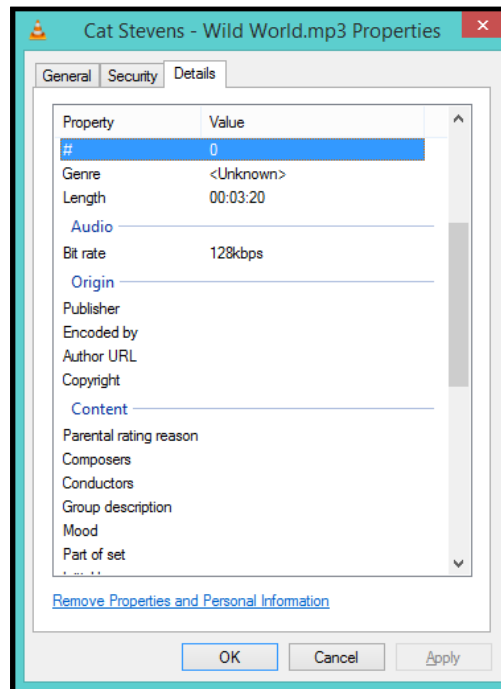 Cat Stevens - Wild World.mp3 Properties
General Security Details
Property Value
# 0
Genre <Unknown>
Length 00:03:20
Audio
Bit rate 128kbps
Origin
Publisher
Encoded by
Author URL
Copyright
Content
Parental rating reason
Composers
Conductors
Group description
Mood
Part of set
Remove Properties and Personal Information
OK Cancel Apply